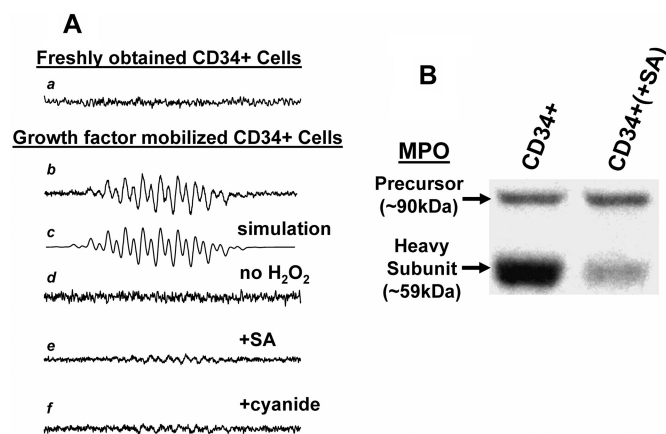 A
Freshly obtained CD34+ Cells
a
Growth factor mobilized CD34+ Cells
b
c
simulation
d
no H₂O₂
e
+SA
f
+cyanide
B
CD34+
CD34+(+SA)
MPO
Precursor
(~90kDa)
Heavy
Subunit
(~59kDa)